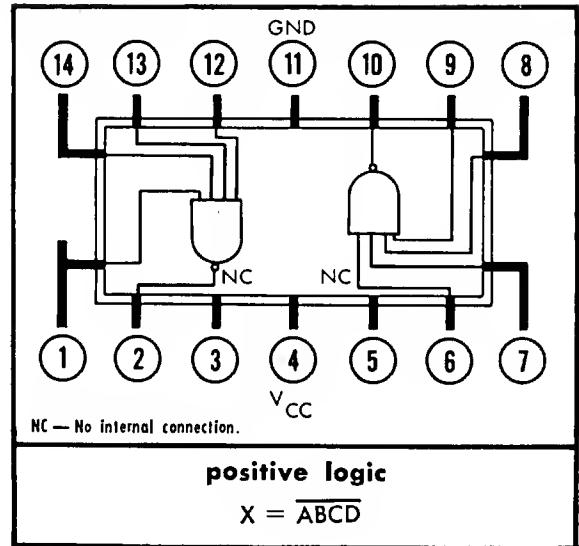 GND
14 13 12 11 10 9 8
NC NC
1 2 3 4 5 6 7
VCC
NC — No internal connection.
positive logic
X = \overline{ABCD}